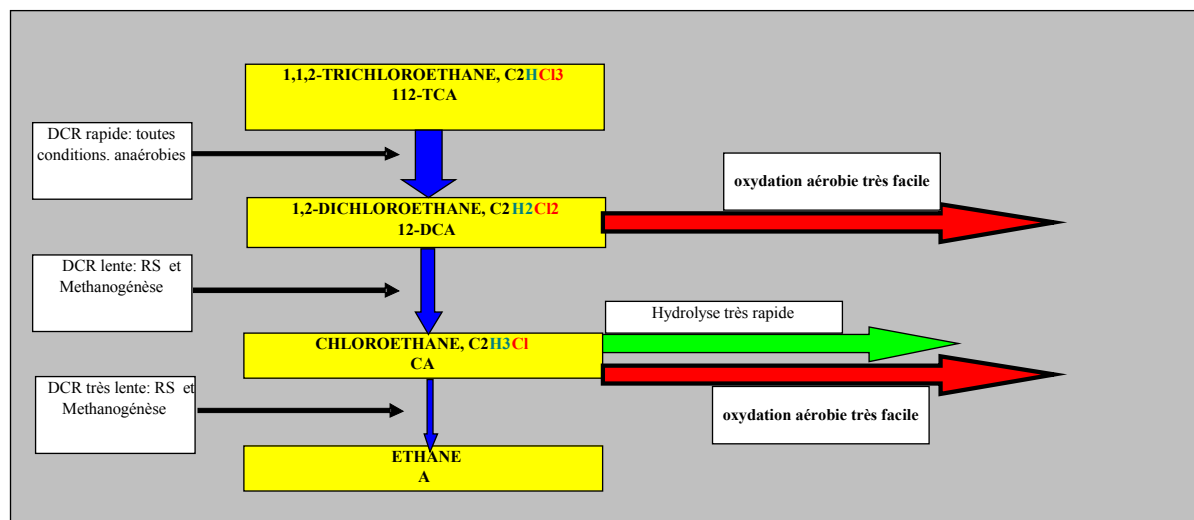 1,1,2-TRICHLOROETHANE, C2HCl3
112-TCA
DCR rapide: toutes
conditions. anaérobies
oxydation aérobie très facile
1,2-DICHLOROETHANE, C2H2Cl2
12-DCA
DCR lente: RS et
Methanogénèse
Hydrolyse très rapide
CHLOROETHANE, C2H3Cl
CA
DCR très lente: RS et
Methanogénèse
oxydation aérobie très facile
ETHANE
A